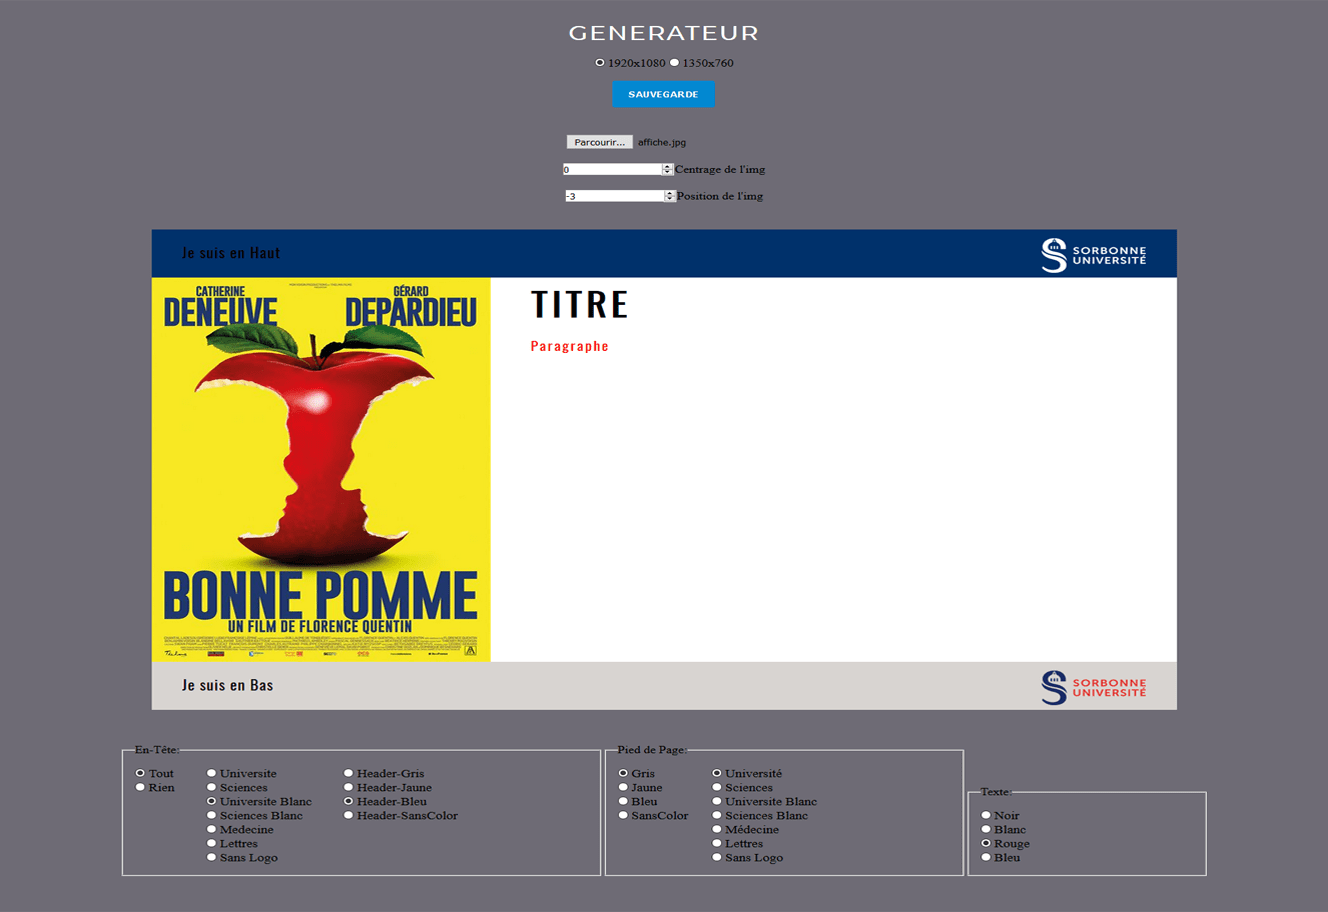 GENERATEUR
1920x1080 1350x760
SAUVEGARDE
Parcourir... affiche.jpg
0 Centrage de l'img
-3 Position de l'img
Je suis en Haut
SORBONNE
UNIVERSITÉ
CATHERINE
DENEUVE
GÉRARD
DEPARDIEU
BONNE POMME
UN FILM DE FLORENCE QUENTIN
TITRE
Paragraphe
Je suis en Bas
SORBONNE
UNIVERSITÉ
En-Tête:
Tout
Rien
Universite
Sciences
Universite Blanc
Sciences Blanc
Medecine
Lettres
Sans Logo
Header-Gris
Header-Jaune
Header-Bleu
Header-SansColor
Pied de Page:
Gris
Jaune
Bleu
SansColor
Université
Sciences
Universite Blanc
Sciences Blanc
Médecine
Lettres
Sans Logo
Texte:
Noir
Blanc
Rouge
Bleu